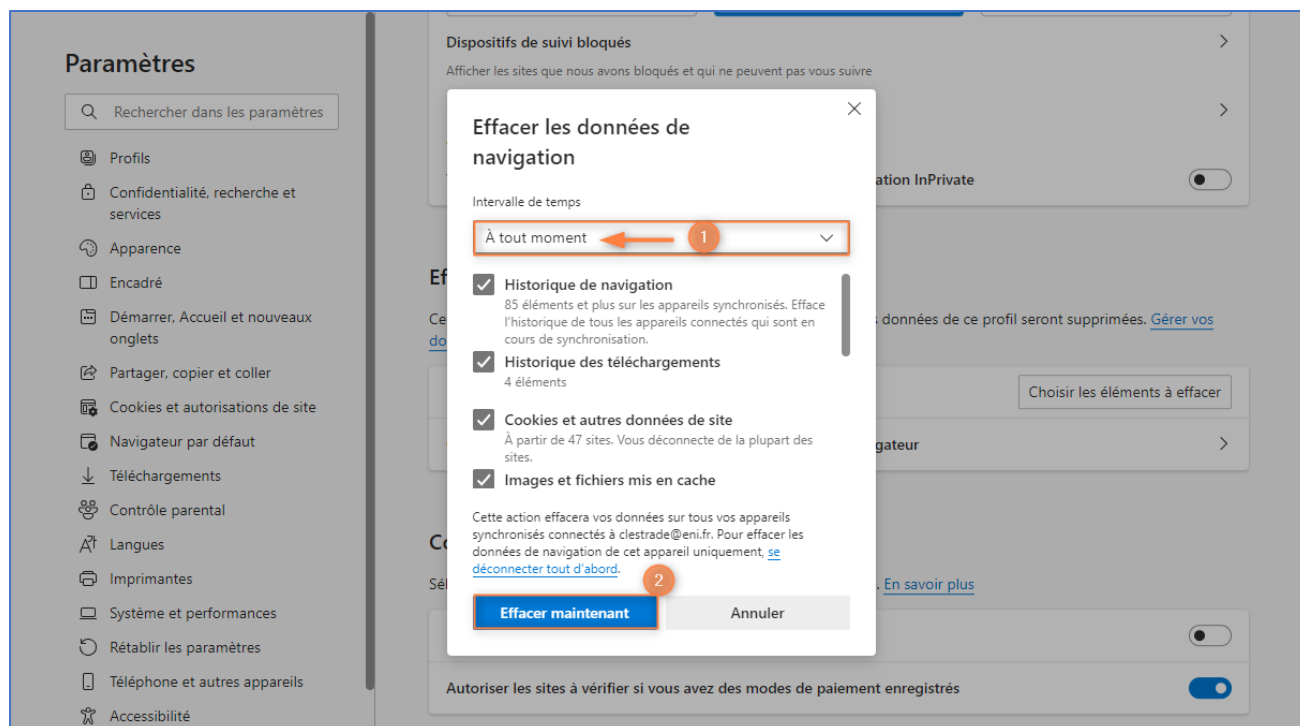 Paramètres
Rechercher dans les paramètres
Profils
Confidentialité, recherche et
services
Apparence
Encadré
Démarrer, Accueil et nouveaux
onglets
Partager, copier et coller
Cookies et autorisations de site
Navigateur par défaut
Téléchargements
Contrôle parental
Langues
Imprimantes
Système et performances
Rétablir les paramètres
Téléphone et autres appareils
Accessibilité
Dispositifs de suivi bloqués
Afficher les sites que nous avons bloqués et qui ne peuvent pas vous suivre
ation InPrivate
Effacer les données de
navigation
Intervalle de temps
À tout moment
1
Historique de navigation
85 éléments et plus sur les appareils synchronisés. Efface
l'historique de tous les appareils connectés qui sont en
cours de synchronisation.
Historique des téléchargements
4 éléments
Cookies et autres données de site
À partir de 47 sites. Vous déconnecte de la plupart des
sites.
Images et fichiers mis en cache
Cette action effacera vos données sur tous vos appareils
synchronisés connectés à clestrade@eni.fr. Pour effacer les
données de navigation de cet appareil uniquement, se
déconnecter tout d'abord.
2
Effacer maintenant
Annuler
Ef
Ce
données de ce profil seront supprimées. Gérer vos
do
Choisir les éléments à effacer
gateur
Co
Sél
. En savoir plus
Autoriser les sites à vérifier si vous avez des modes de paiement enregistrés